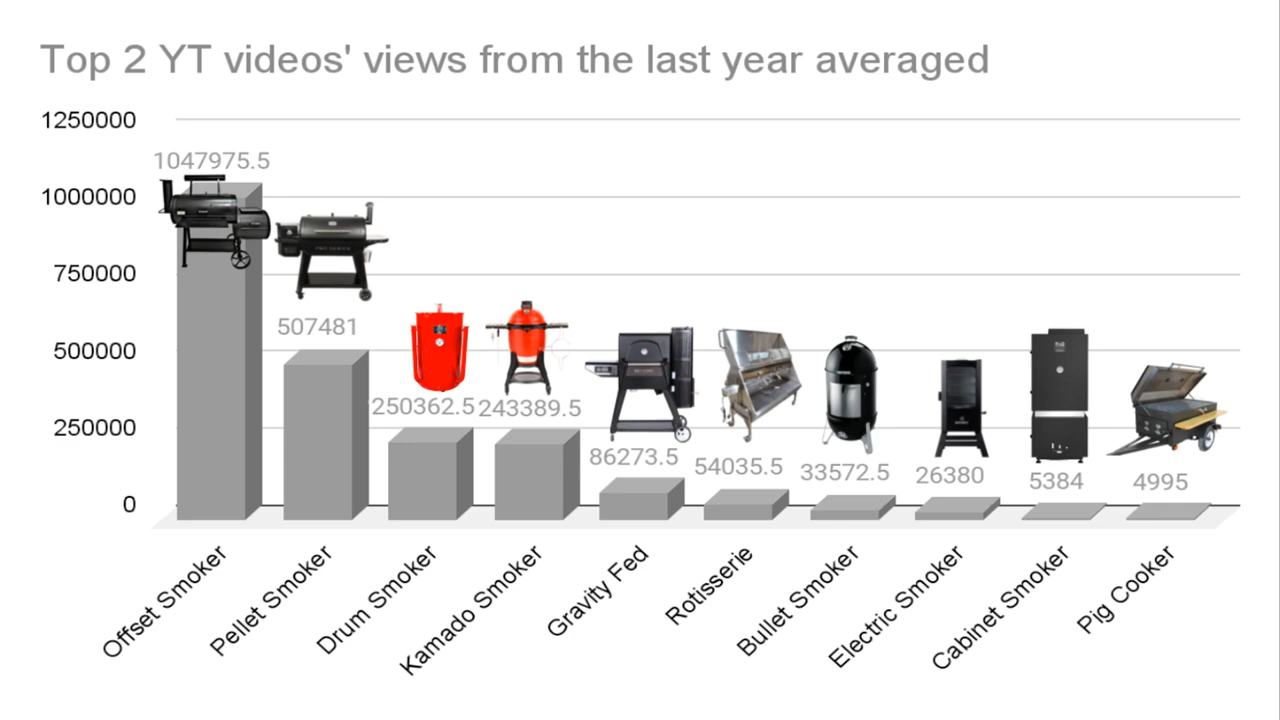 Top 2 YT videos' views from the last year averaged
1250000
1000000
750000
500000
250000
0
1047975.5
507481
250362.5
243389.5
86273.5
54035.5
33572.5
26380
5384
4995
Offset Smoker
Pellet Smoker
Drum Smoker
Kamado Smoker
Gravity Fed
Rotisserie
Bullet Smoker
Electric Smoker
Cabinet Smoker
Pig Cooker
PRO SERIES